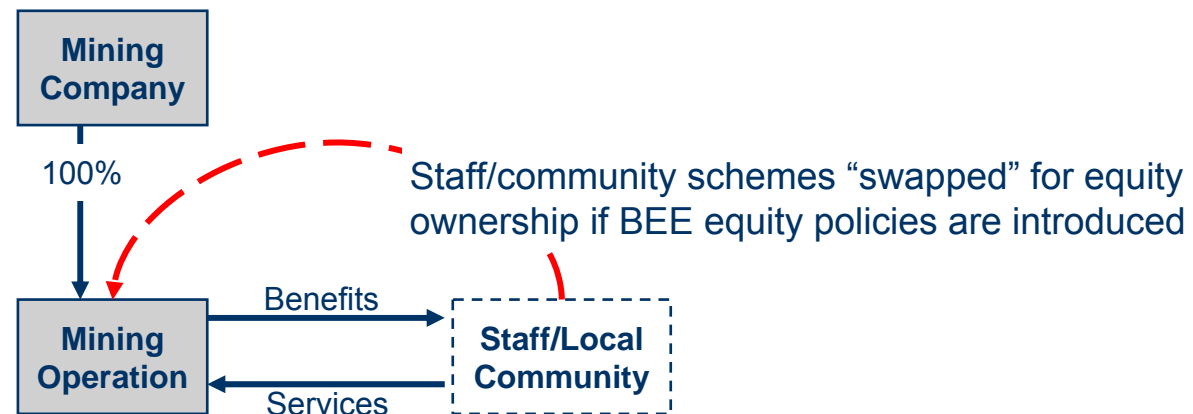 Mining
Company
100%
Staff/community schemes “swapped” for equity
ownership if BEE equity policies are introduced
Benefits
Mining
Operation
Staff/Local
Community
Services